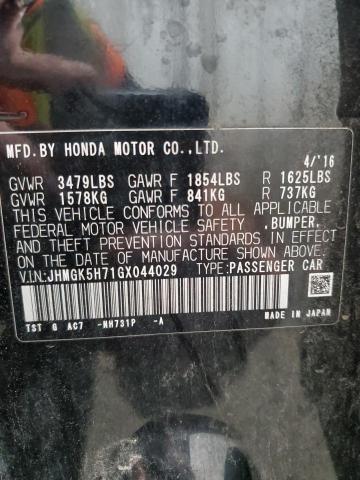 MFD.BY HONDA MOTOR CO.,LTD.
4/'16
GVWR 3479LBS GAWR F 1854LBS R 1625LBS
GVWR 1578KG GAWR F 841KG R 737KG
THIS VEHICLE CONFORMS TO ALL APPLICABLE
FEDERAL MOTOR VEHICLE SAFETY ,BUMPER,
AND THEFT PREVENTION STANDARDS IN EFFECT
ON THE DATE OF MANUFACTURE SHOWN ABOVE.
V.I.N:JHMGK5H71GX044029 TYPE:PASSENGER CAR
TST G AC7 -NH731P -A
MADE IN JAPAN